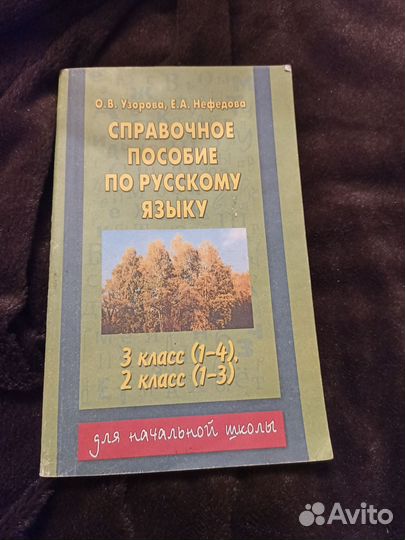 О.В. Узорова, Е.А. Нефедова
СПРАВОЧНОЕ
ПОСОБИЕ
ПО РУССКОМУ
ЯЗЫКУ
3 класс (1–4),
2 класс (1–3)
для начальной школы
Avito